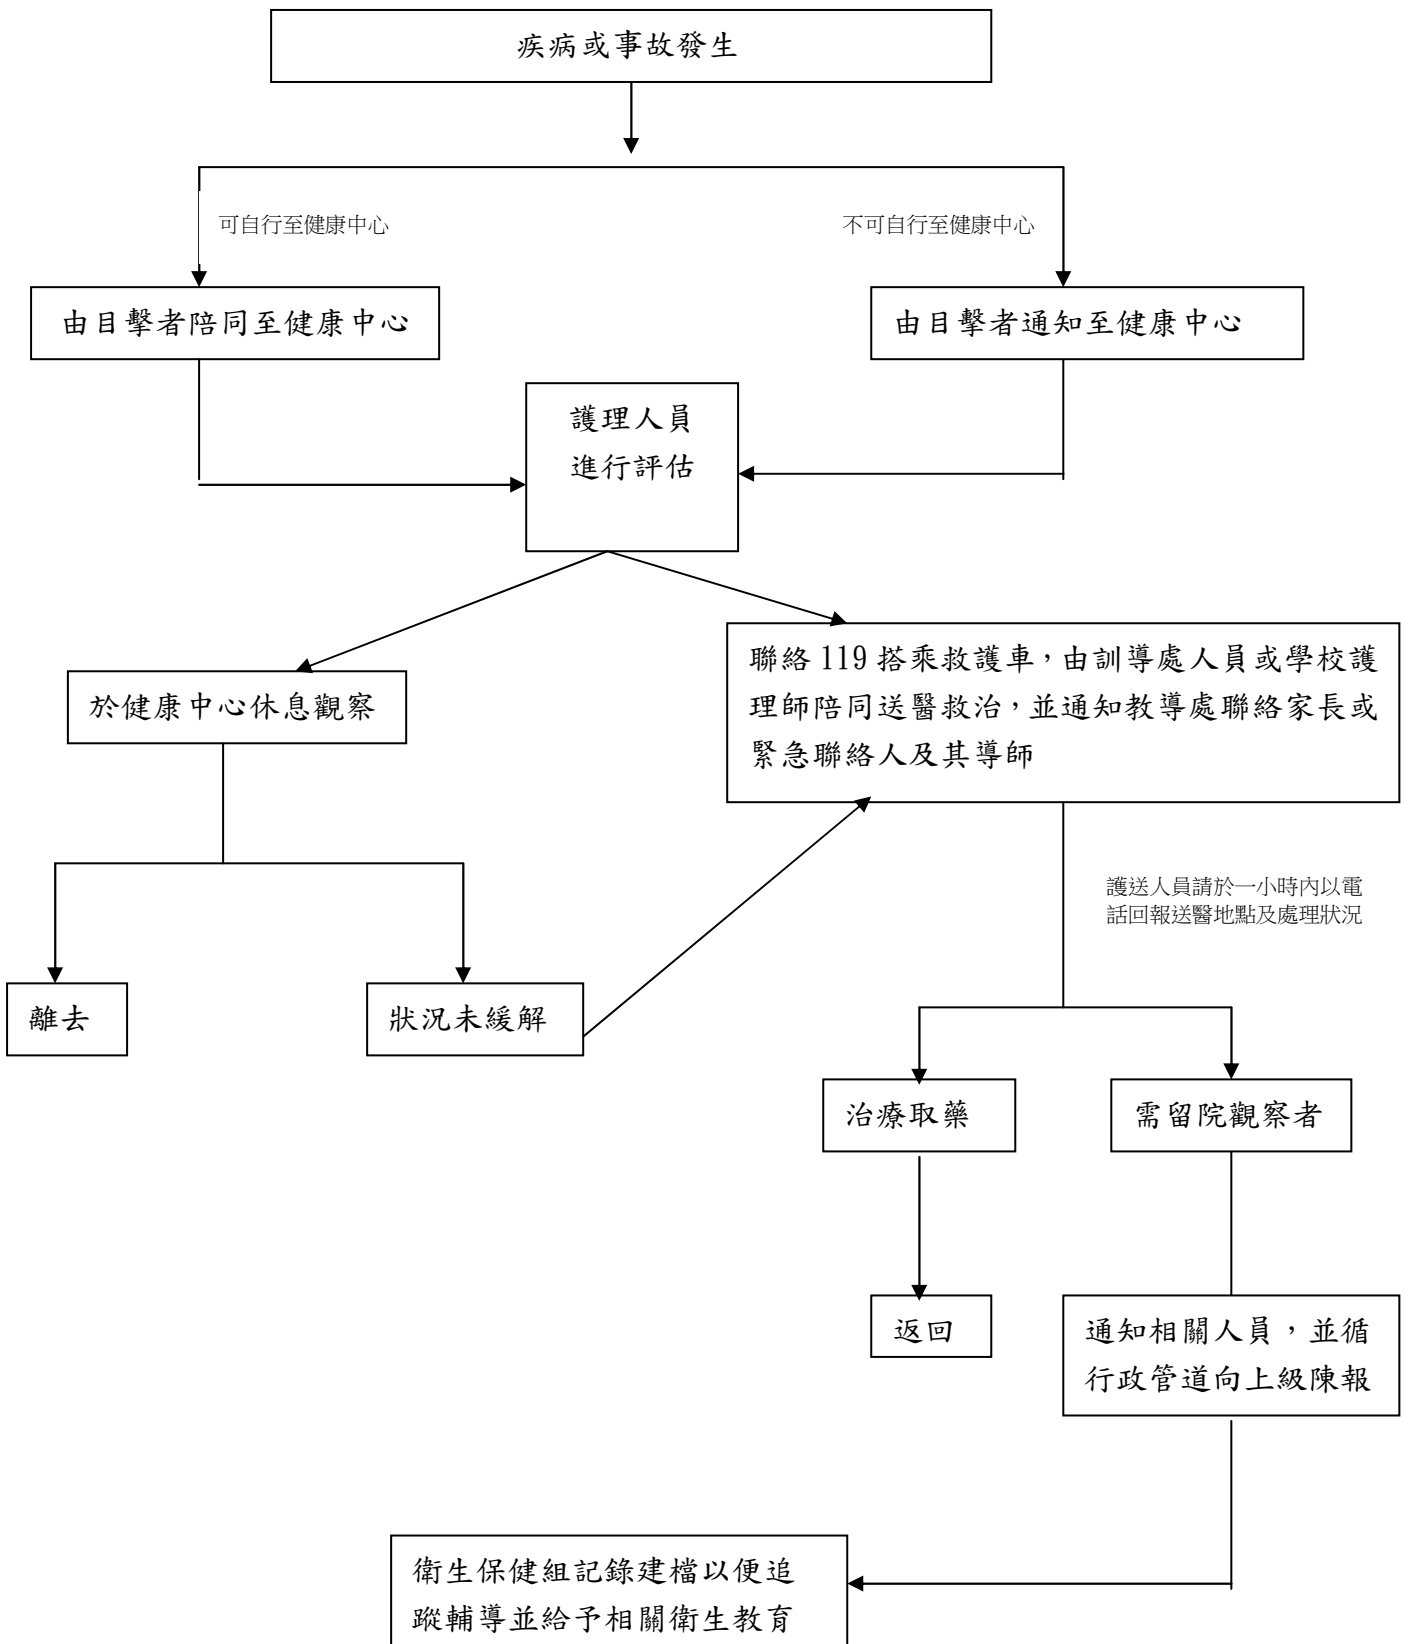 疾病或事故發生
可自行至健康中心
不可自行至健康中心
由目擊者陪同至健康中心
由目擊者通知至健康中心
護理人員
進行評估
於健康中心休息觀察
聯絡 119 搭乘救護車，由訓導處人員或學校護
理師陪同送醫救治，並通知教導處聯絡家長或
緊急聯絡人及其導師
護送人員請於一小時內以電
話回報送醫地點及處理狀況
離去
狀況未緩解
治療取藥
需留院觀察者
返回
通知相關人員，並循
行政管道向上級陳報
衛生保健組記錄建檔以便追
蹤輔導並給予相關衛生教育